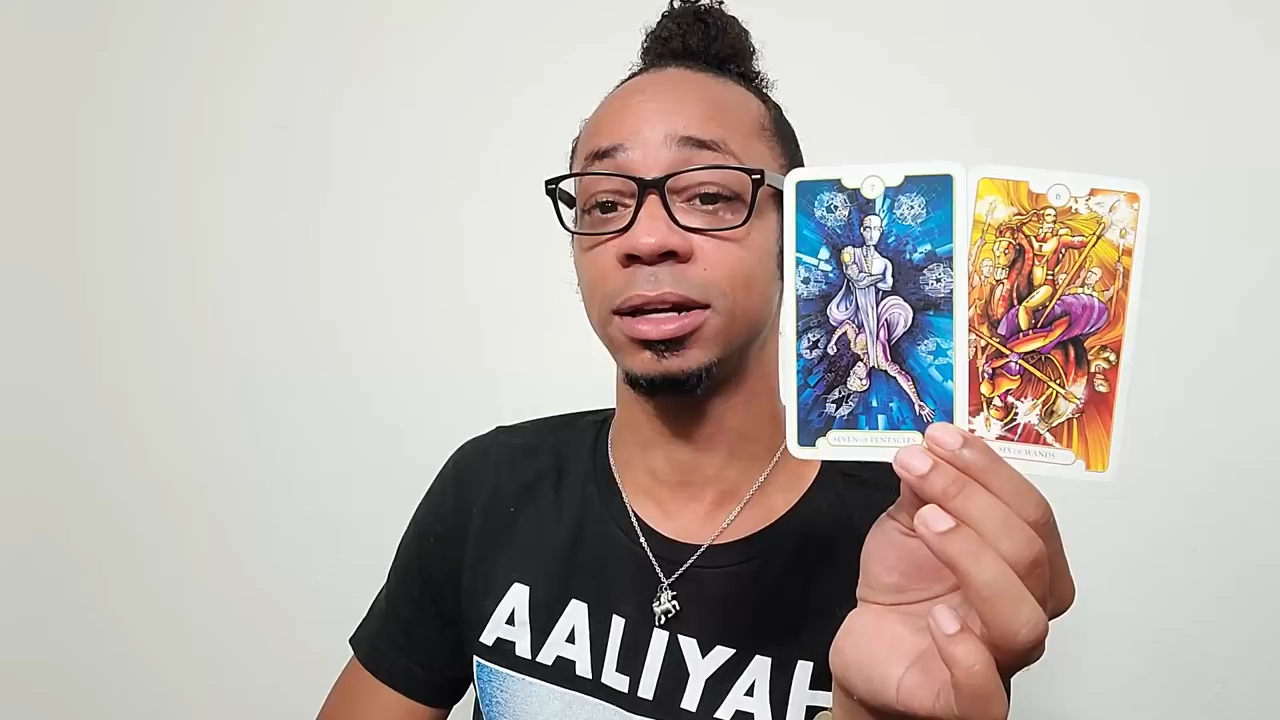 7
6
SEVEN OF PENTACLES
SIX OF WANDS
AALIYAH